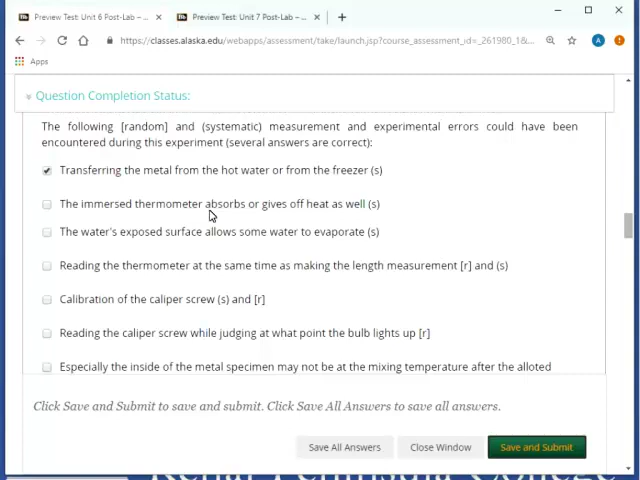 Preview Test: Unit 6 Post-Lab – ...
Preview Test: Unit 7 Post-Lab – ...
https://classes.alaska.edu/webapps/assessment/take/launch.jsp?course_assessment_id=_261980_1&...
A
Apps
Question Completion Status:
The following [random] and (systematic) measurement and experimental errors could have been
encountered during this experiment (several answers are correct):
Transferring the metal from the hot water or from the freezer (s)
The immersed thermometer absorbs or gives off heat as well (s)
The water's exposed surface allows some water to evaporate (s)
Reading the thermometer at the same time as making the length measurement [r] and (s)
Calibration of the caliper screw (s) and [r]
Reading the caliper screw while judging at what point the bulb lights up [r]
Especially the inside of the metal specimen may not be at the mixing temperature after the alloted
Click Save and Submit to save and submit. Click Save All Answers to save all answers.
Save All Answers
Close Window
Save and Submit
Kenai Peninsula College